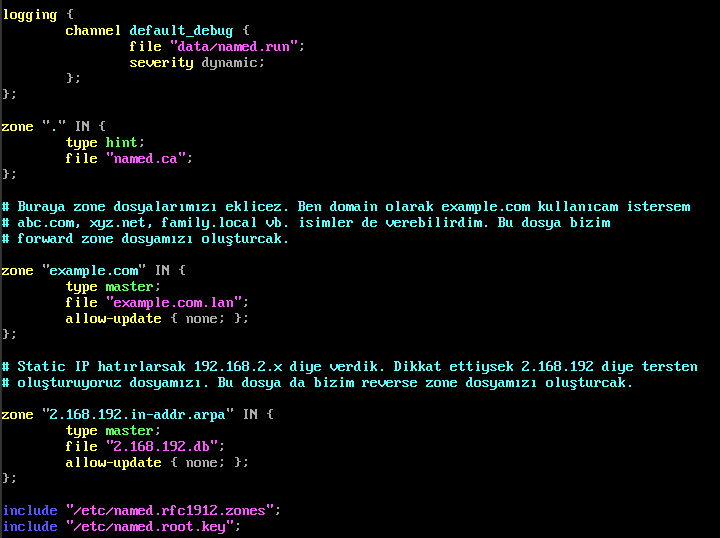 logging {
        channel default_debug {
                file "data/named.run";
                severity dynamic;
        };
};
zone "." IN {
        type hint;
        file "named.ca";
};
# Buraya zone dosyalarımızı eklicez. Ben domain olarak example.com kullanıcam istersem
# abc.com, xyz.net, family.local vb. isimler de verebilirdim. Bu dosya bizim
# forward zone dosyamızı oluşturcak.
zone "example.com" IN {
        type master;
        file "example.com.lan";
        allow-update { none; };
};
# Static IP hatırlarsak 192.168.2.x diye verdik. Dikkat ettiysek 2.168.192 diye tersten
# oluşturuyoruz dosyamızı. Bu dosya da bizim reverse zone dosyamızı oluşturcak.
zone "2.168.192.in-addr.arpa" IN {
        type master;
        file "2.168.192.db";
        allow-update { none; };
};
include "/etc/named.rfc1912.zones";
include "/etc/named.root.key";